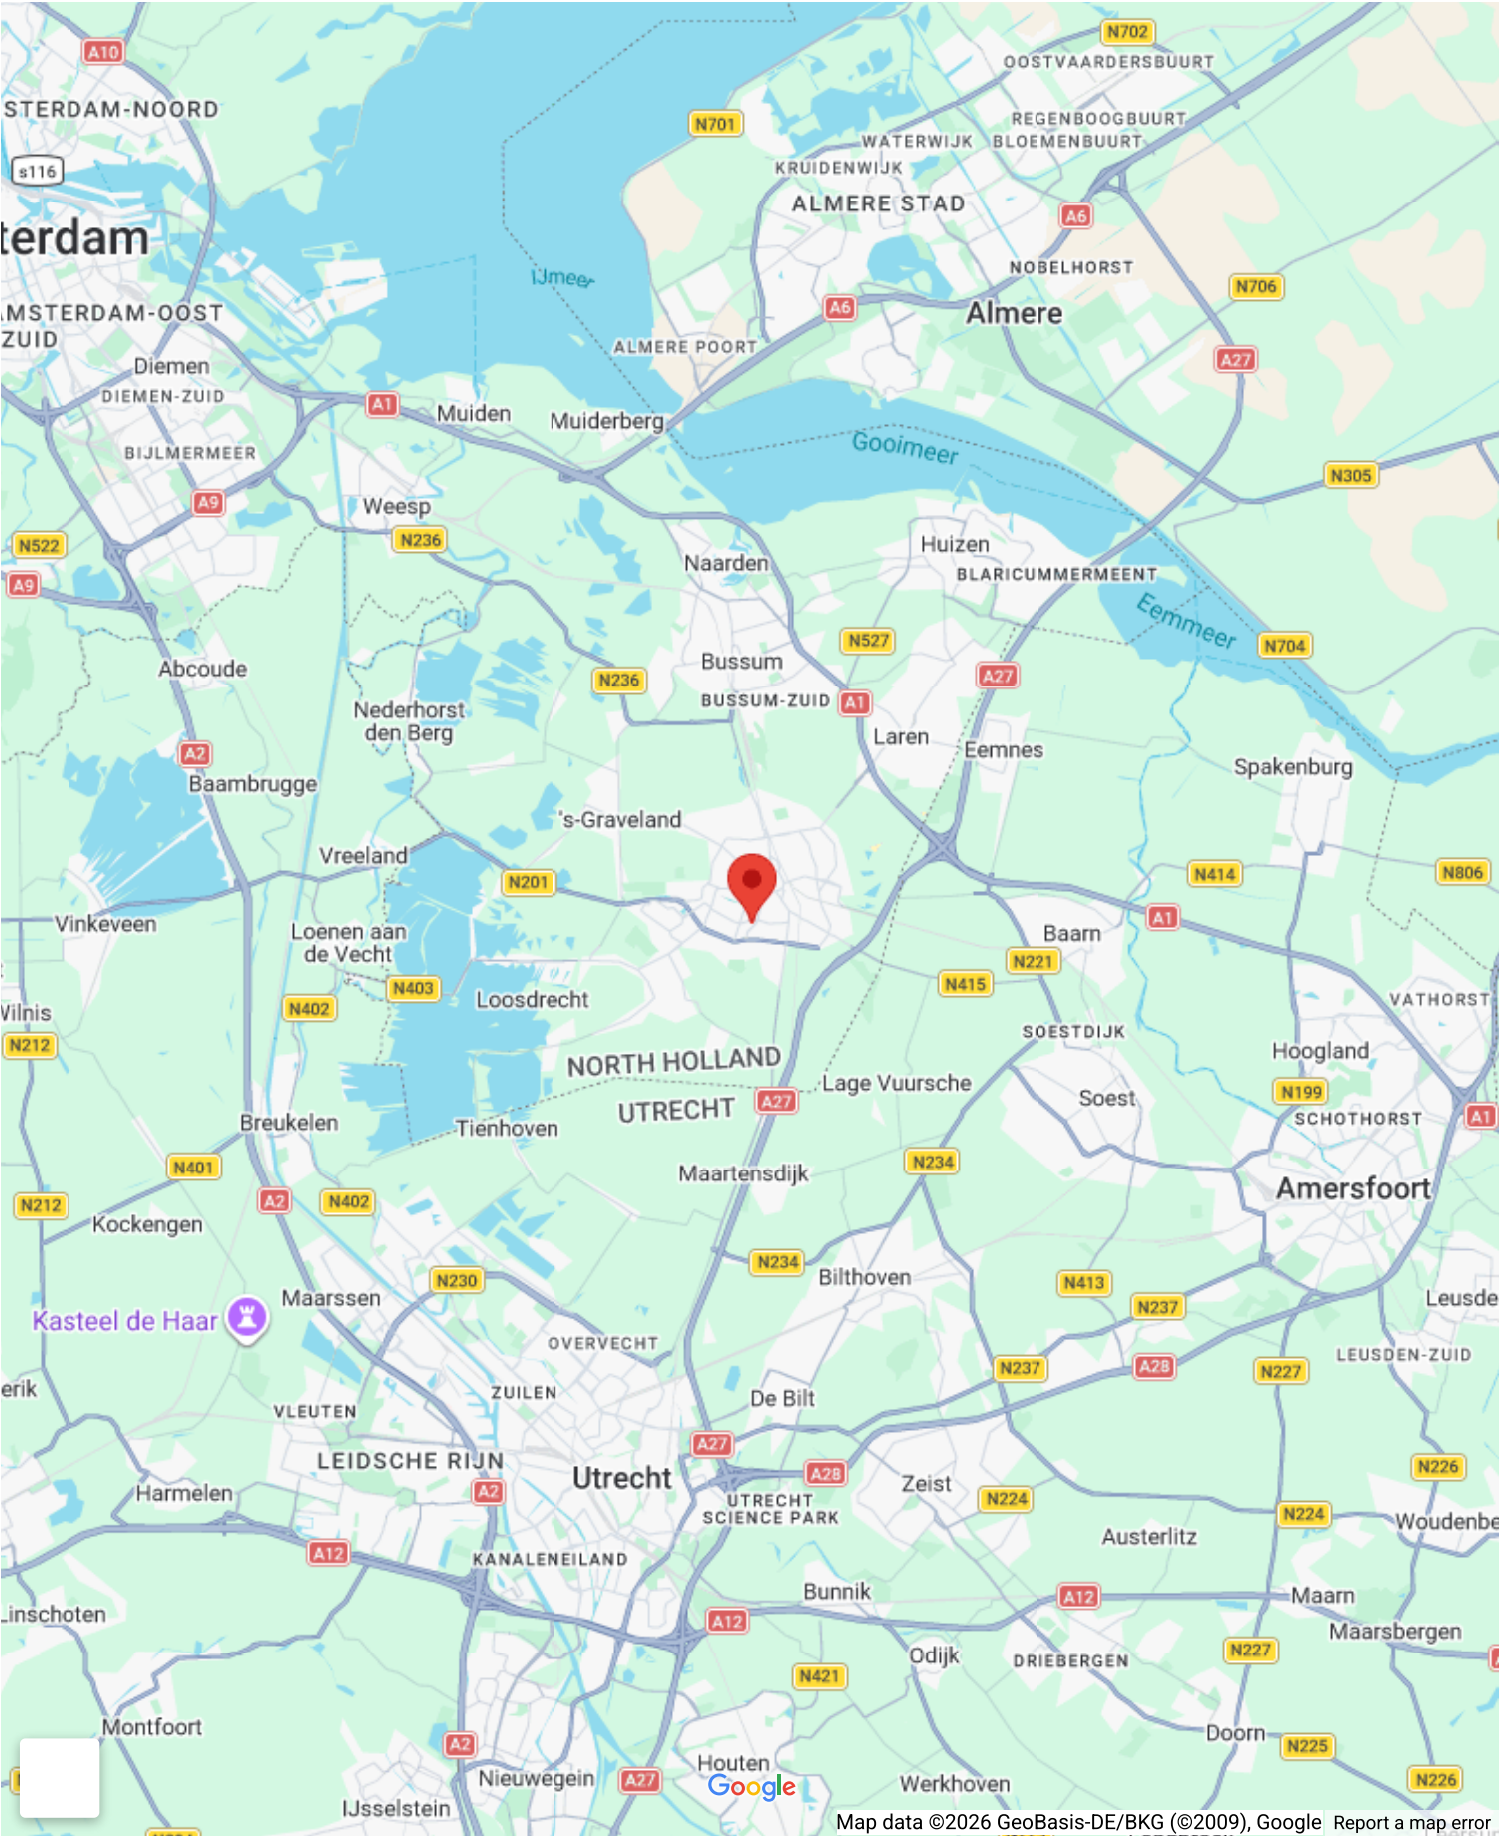 A10
N702
OOSTVAARDERSBUURT
STERDAM-NOORD
N701
REGENBOOGBUURT
WATERWIJK
BLOEMENBUURT
KRUIDENWIJK
s116
ALMERE STAD
A6
terdam
NOBELHORST
IJmeer
N706
A6
AMSTERDAM-OOST
Almere
ZUID
ALMERE POORT
A27
Diemen
DIEMEN-ZUID
A1
Muiden
Muiderberg
Gooimeer
BIJLMERMEER
N305
A9
Weesp
N236
N522
Huizen
Naarden
BLARICUMMERMEENT
A9
Eemmeer
N527
N704
Abcoude
Bussum
N236
A27
BUSSUM-ZUID
A1
Nederhorst
den Berg
Laren
Eemnes
A2
Spakenburg
Baambrugge
's-Graveland
Vreeland
N414
N806
N201
Vinkeveen
A1
Loenen aan
de Vecht
Baarn
N221
N415
N403
N402
Loosdrecht
VATHORST
Wilnis
SOESTDIJK
N212
Hoogland
NORTH HOLLAND
Lage Vuursche
N199
Soest
A27
UTRECHT
SCHOTHORST
A1
Breukelen
Tienhoven
N401
N234
Maartensdijk
Amersfoort
N212
A2
N402
Kockengen
N234
Bilthoven
N230
N413
Maarssen
Leusde
N237
Kasteel de Haar
OVERVECHT
LEUSDEN-ZUID
N237
A28
N227
erik
ZUILEN
De Bilt
VLEUTEN
A27
LEIDSCHE RIJN
N226
Utrecht
A28
Zeist
A2
Harmelen
UTRECHT
SCIENCE PARK
N224
N224
Woudenbe
Austerlitz
A12
KANALENEILAND
Bunnik
A12
Maarn
Linschoten
A12
Maarsbergen
N227
Odijk
DRIEBERGEN
N421
Montfoort
Doorn
A2
N225
Houten
Nieuwegein
A27
Google
Werkhoven
N226
IJsselstein
Map data ©2026 GeoBasis-DE/BKG (©2009), Google
Report a map error